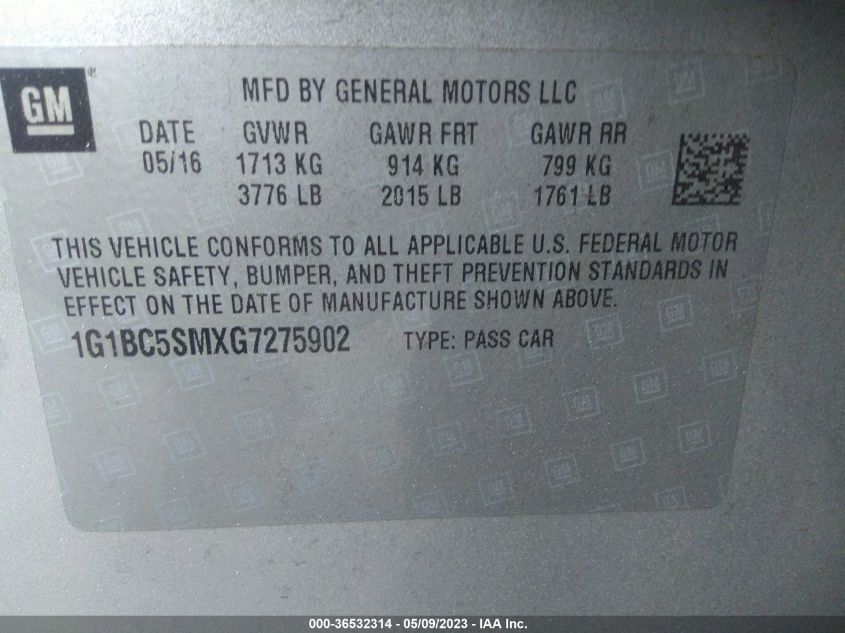 GM ®
MFD BY GENERAL MOTORS LLC
DATE GVWR GAWR FRT GAWR RR
05/16 1713 KG 914 KG 799 KG
3776 LB 2015 LB 1761 LB
THIS VEHICLE CONFORMS TO ALL APPLICABLE U.S. FEDERAL MOTOR
VEHICLE SAFETY, BUMPER, AND THEFT PREVENTION STANDARDS IN
EFFECT ON THE DATE OF MANUFACTURE SHOWN ABOVE.
1G1BC5SMXG7275902 TYPE: PASS CAR
000-36532314 - 05/09/2023 - IAA Inc.